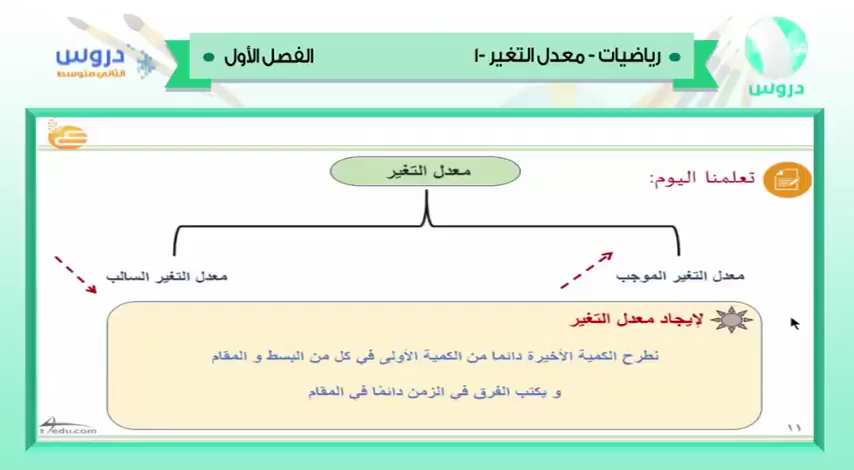 رياضيات - معدل التغير -١
الفصل الأول
دروس
الثاني متوسط
دروس
تعلمنا اليوم:
معدل التغير
معدل التغير الموجب
معدل التغير السالب
لإيجاد معدل التغير
نطرح الكمية الأخيرة دائما من الكمية الأولى في كل من البسط و المقام
و يكتب الفرق في الزمن دائمًا في المقام
١١
t4edu.com